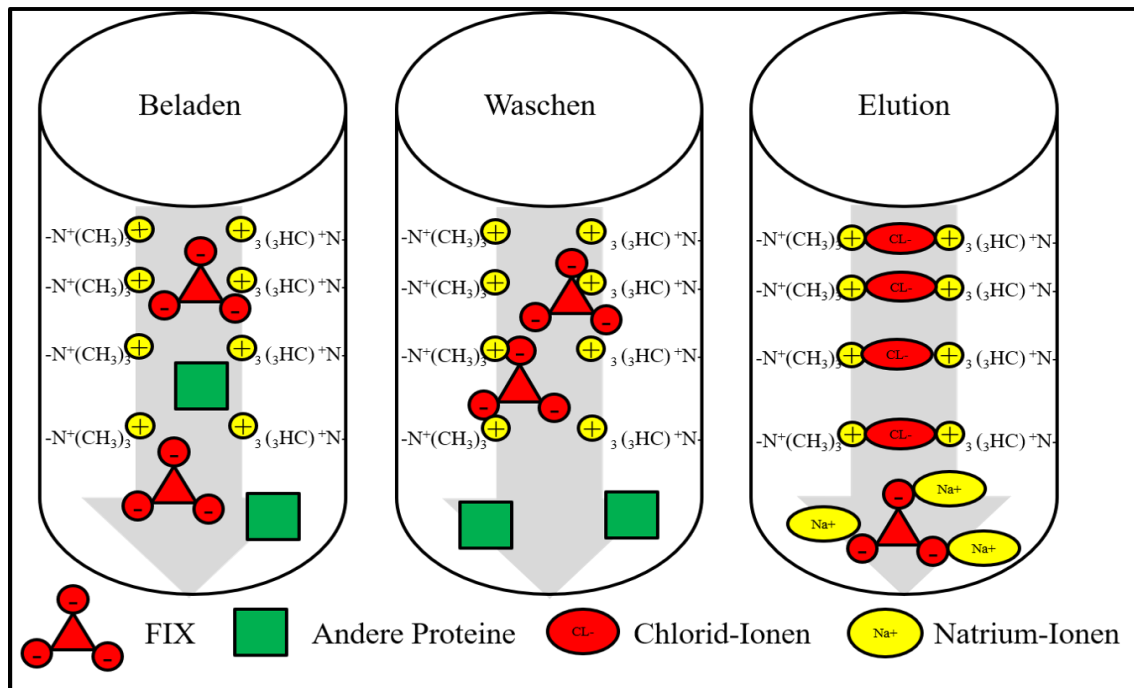 Beladen
Waschen
Elution
-N⁺(CH₃)₃ + + ₃(₃HC)⁺N-
-N⁺(CH₃)₃ + + ₃(₃HC)⁺N-
-N⁺(CH₃)₃ + CL- + ₃(₃HC)⁺N-
-
-N⁺(CH₃)₃ + + ₃(₃HC)⁺N-
- -
-N⁺(CH₃)₃ + + ₃(₃HC)⁺N-
-
- -
-N⁺(CH₃)₃ + CL- + ₃(₃HC)⁺N-
-N⁺(CH₃)₃ + + ₃(₃HC)⁺N-
-N⁺(CH₃)₃ + + ₃(₃HC)⁺N-
-
- -
-N⁺(CH₃)₃ + CL- + ₃(₃HC)⁺N-
-N⁺(CH₃)₃ + + ₃(₃HC)⁺N-
-N⁺(CH₃)₃ + + ₃(₃HC)⁺N-
-N⁺(CH₃)₃ + CL- + ₃(₃HC)⁺N-
-
- -
- Na+
Na+ - - Na+
-
- -
FIX
Andere Proteine
CL- Chlorid-Ionen
Na+ Natrium-Ionen